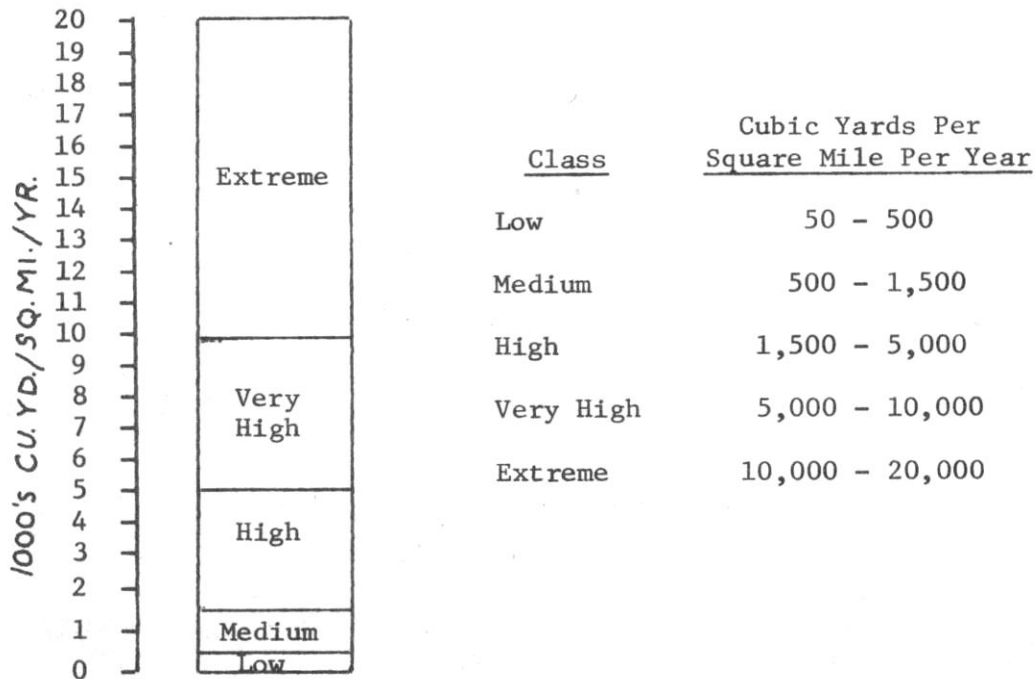 1000's CU. YD./SQ. MI./YR.
20
19
18
17
16
15
14
13
12
11
10
9
8
7
6
5
4
3
2
1
0
Extreme
Very
High
High
Medium
Low
Cubic Yards Per
Class Square Mile Per Year
Low 50 - 500
Medium 500 - 1,500
High 1,500 - 5,000
Very High 5,000 - 10,000
Extreme 10,000 - 20,000